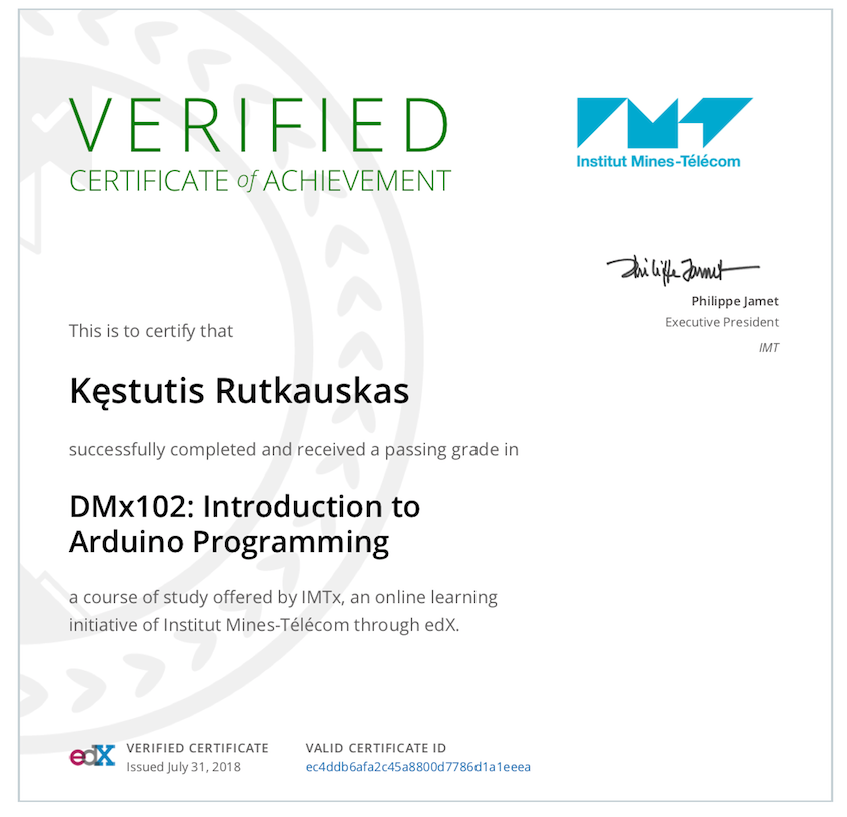 VERIFIED
CERTIFICATE of ACHIEVEMENT
IMT
Institut Mines-Télécom
Philippe Jamet
Philippe Jamet
Executive President
IMT
This is to certify that
Kęstutis Rutkauskas
successfully completed and received a passing grade in
DMx102: Introduction to
Arduino Programming
a course of study offered by IMTx, an online learning
initiative of Institut Mines-Télécom through edX.
edX
VERIFIED CERTIFICATE
Issued July 31, 2018
VALID CERTIFICATE ID
ec4ddb6afa2c45a8800d7786d1a1eeea